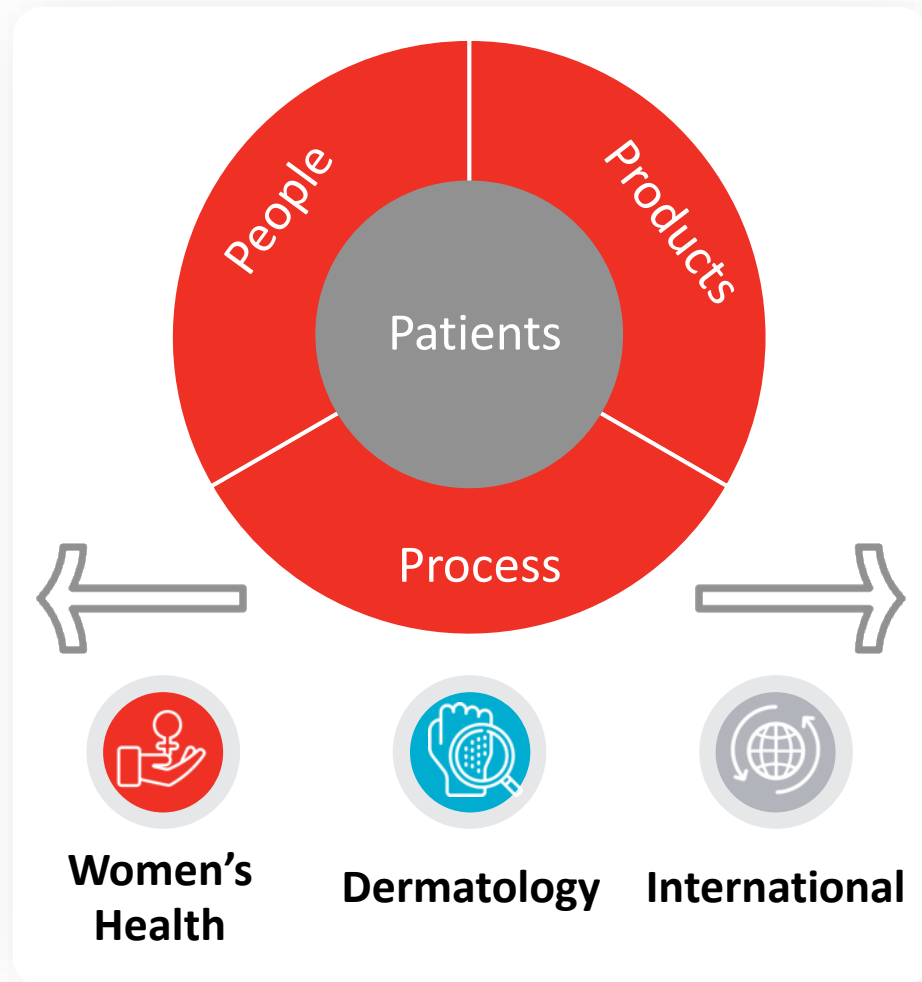 People
Products
Patients
Process
Women’s
Health
Dermatology
International